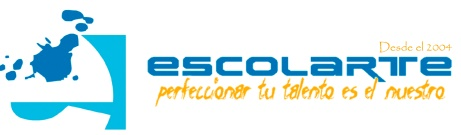 Desde el 2004
ESCOLARTE
perfeccionar tu talento es el nuestro